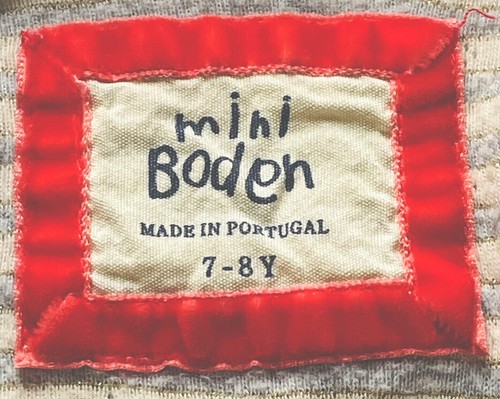 mini
Boden
MADE IN PORTUGAL
7-8Y